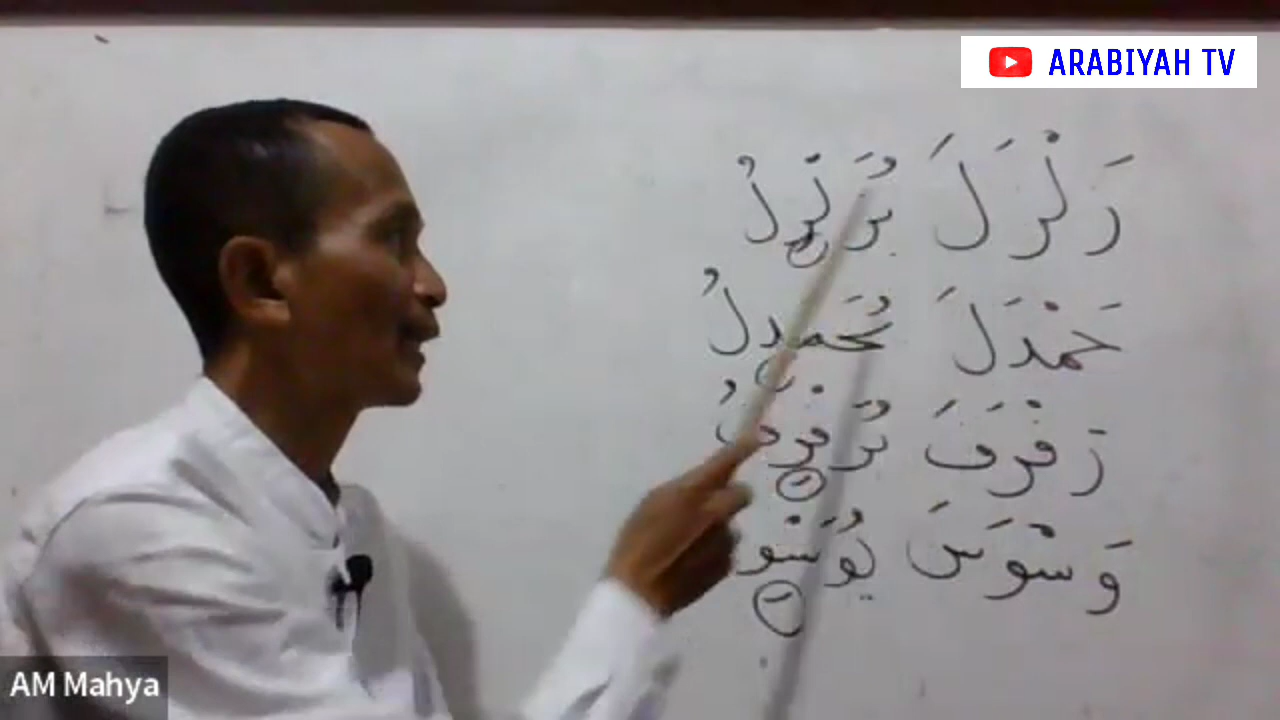 ARABIYAH TV
زَلْزَلَ يُزَلْزِلُ
حَمْدَلَ يُحَمْدِلُ
رَفْرَفَ يُرَفْرِفُ
وَسْوَسَ
AM Mahya